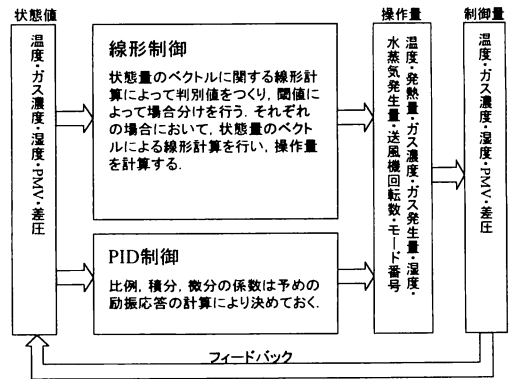 状態値
操作量
制御量
温度・ガス濃度・湿度・PMV・差圧
線形制御
状態量のベクトルに関する線形計
算によって判別値をつくり，閾値に
よって場合分けを行う．それぞれ
の場合において，状態量のベクト
ルによる線形計算を行い，操作量
を計算する．
PID制御
比例，積分，微分の係数は予めの
励振応答の計算により決めておく．
温度・発熱量・ガス濃度・ガス発生量・湿度・
水蒸気発生量・送風機回転数・モード番号
温度・ガス濃度・湿度・PMV・差圧
フィードバック